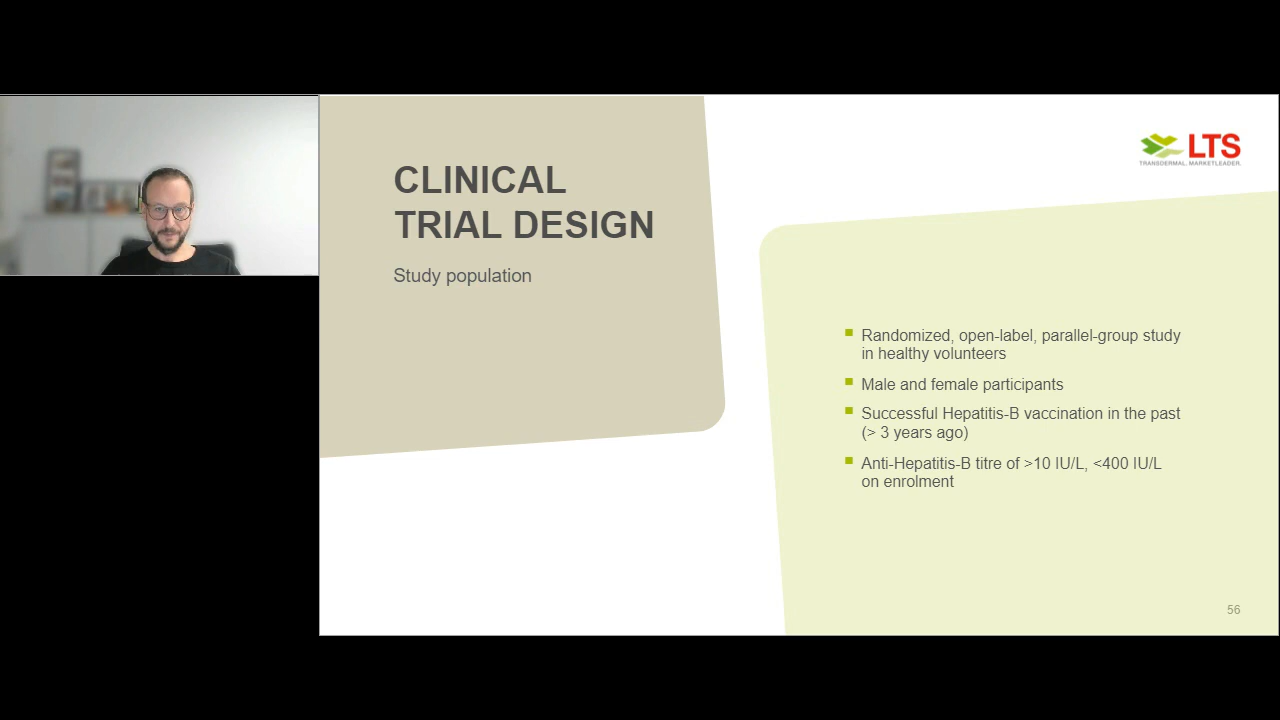 CLINICAL
TRIAL DESIGN
Study population
LTS
TRANSDERMAL. MARKETLEADER.
Randomized, open-label, parallel-group study
in healthy volunteers
Male and female participants
Successful Hepatitis-B vaccination in the past
(> 3 years ago)
Anti-Hepatitis-B titre of >10 IU/L, <400 IU/L
on enrolment
56